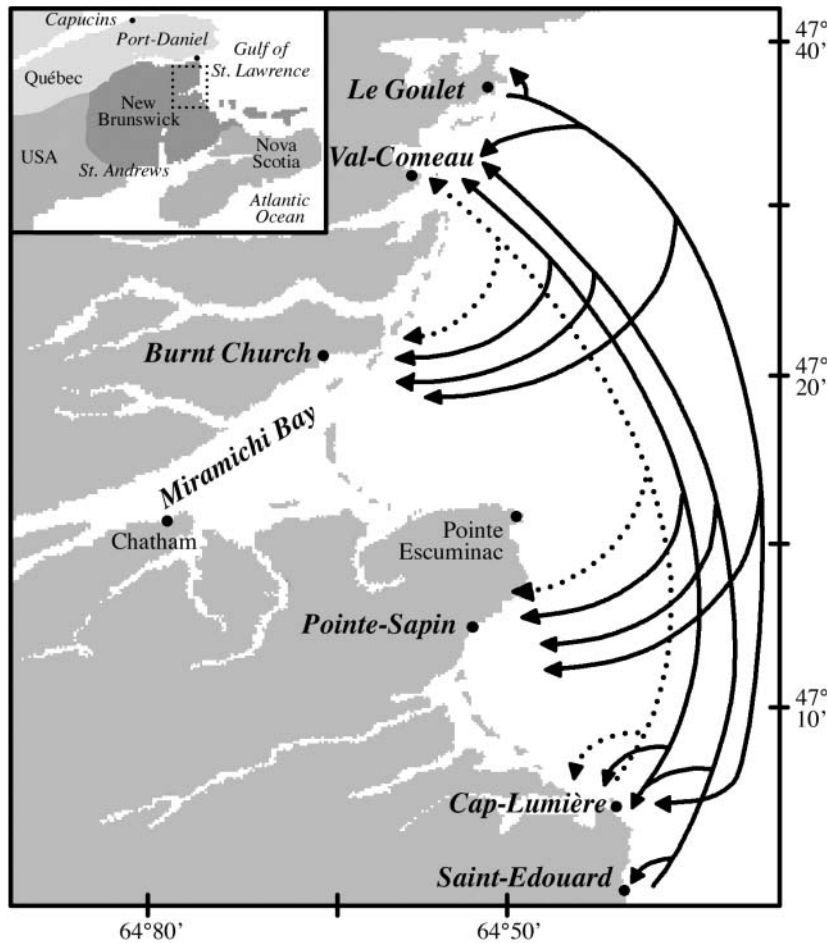 Capucins
Port-Daniel
Gulf of
St. Lawrence
Québec
New
Brunswick
USA
Nova
Scotia
St. Andrews
Atlantic
Ocean
47°
40'
Le Goulet
Val-Comeau
Burnt Church
47°
20'
Miramichi Bay
Chatham
Pointe
Escuminac
Pointe-Sapin
47°
10'
Cap-Lumière
Saint-Edouard
64°80'
64°50'